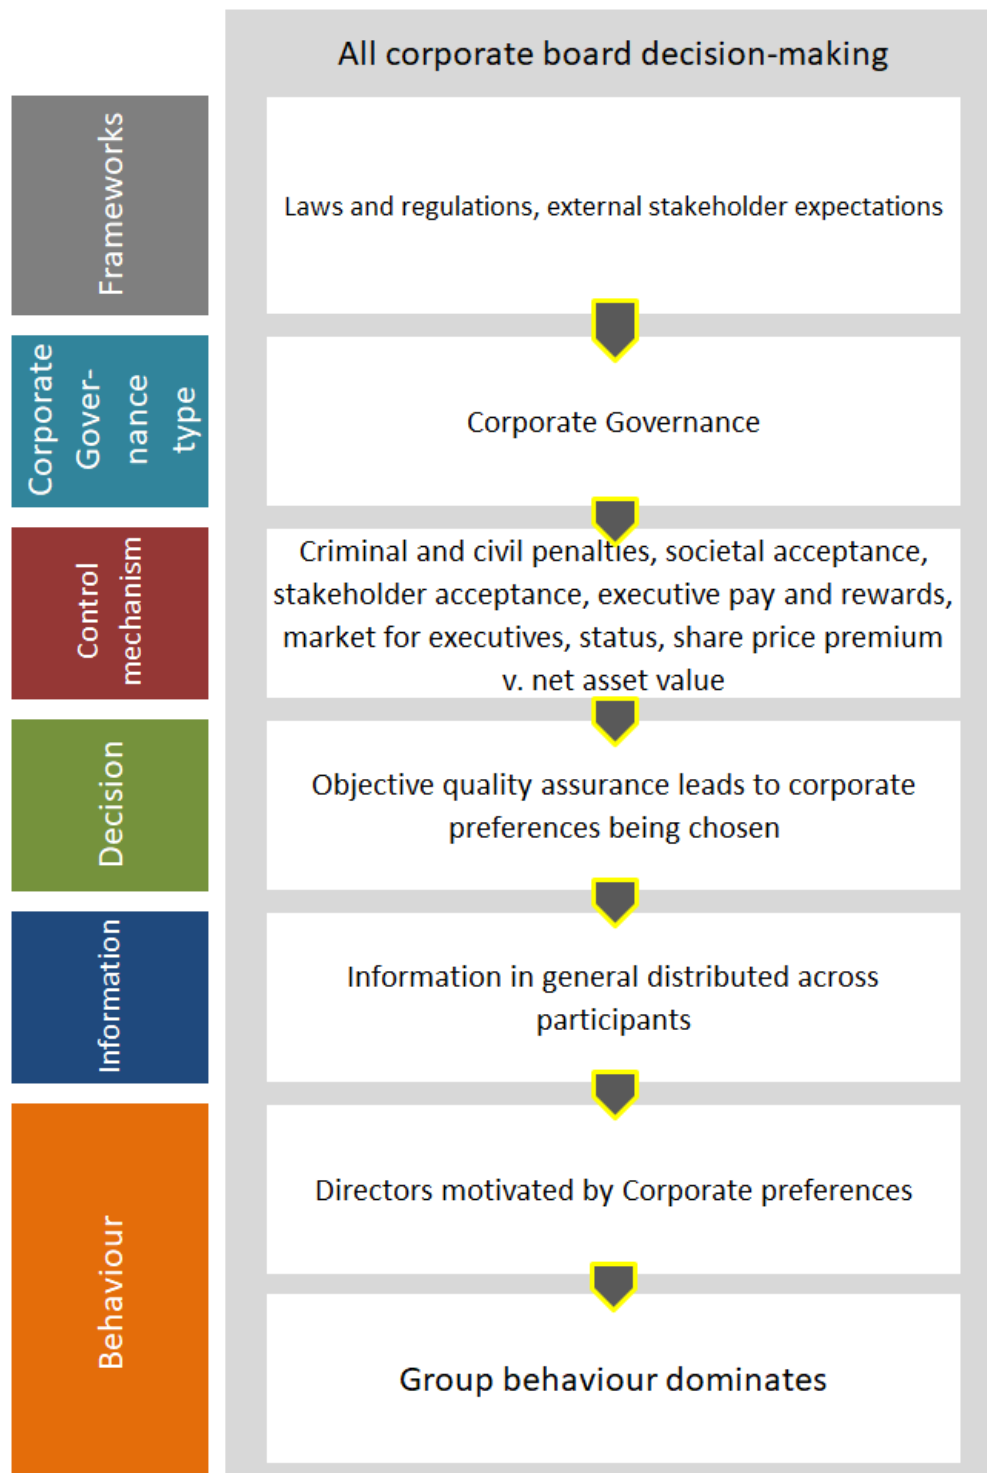 All corporate board decision-making
Frameworks
Laws and regulations, external stakeholder expectations
Corporate
Gover-
nance
type
Corporate Governance
Control
mechanism
Criminal and civil penalties, societal acceptance,
stakeholder acceptance, executive pay and rewards,
market for executives, status, share price premium
v. net asset value
Decision
Objective quality assurance leads to corporate
preferences being chosen
Information
Information in general distributed across
participants
Behaviour
Directors motivated by Corporate preferences
Group behaviour dominates